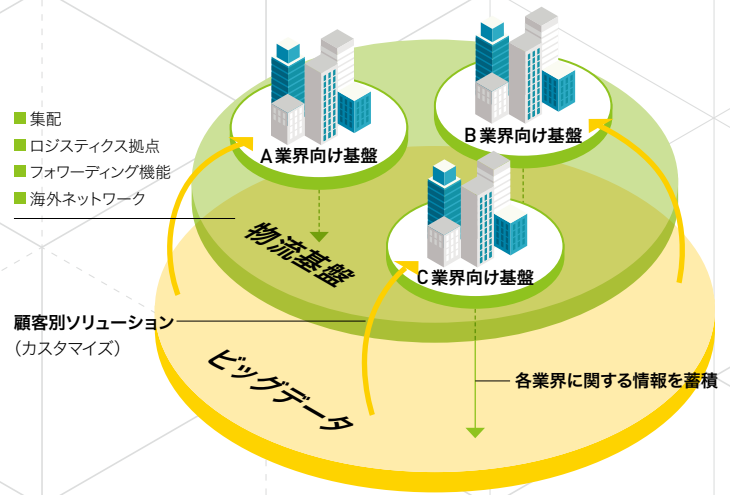 A業界向け基盤
B業界向け基盤
C業界向け基盤
集配
ロジスティクス拠点
フォワーディング機能
海外ネットワーク
物流基盤
顧客別ソリューション
（カスタマイズ）
ビッグデータ
各業界に関する情報を蓄積